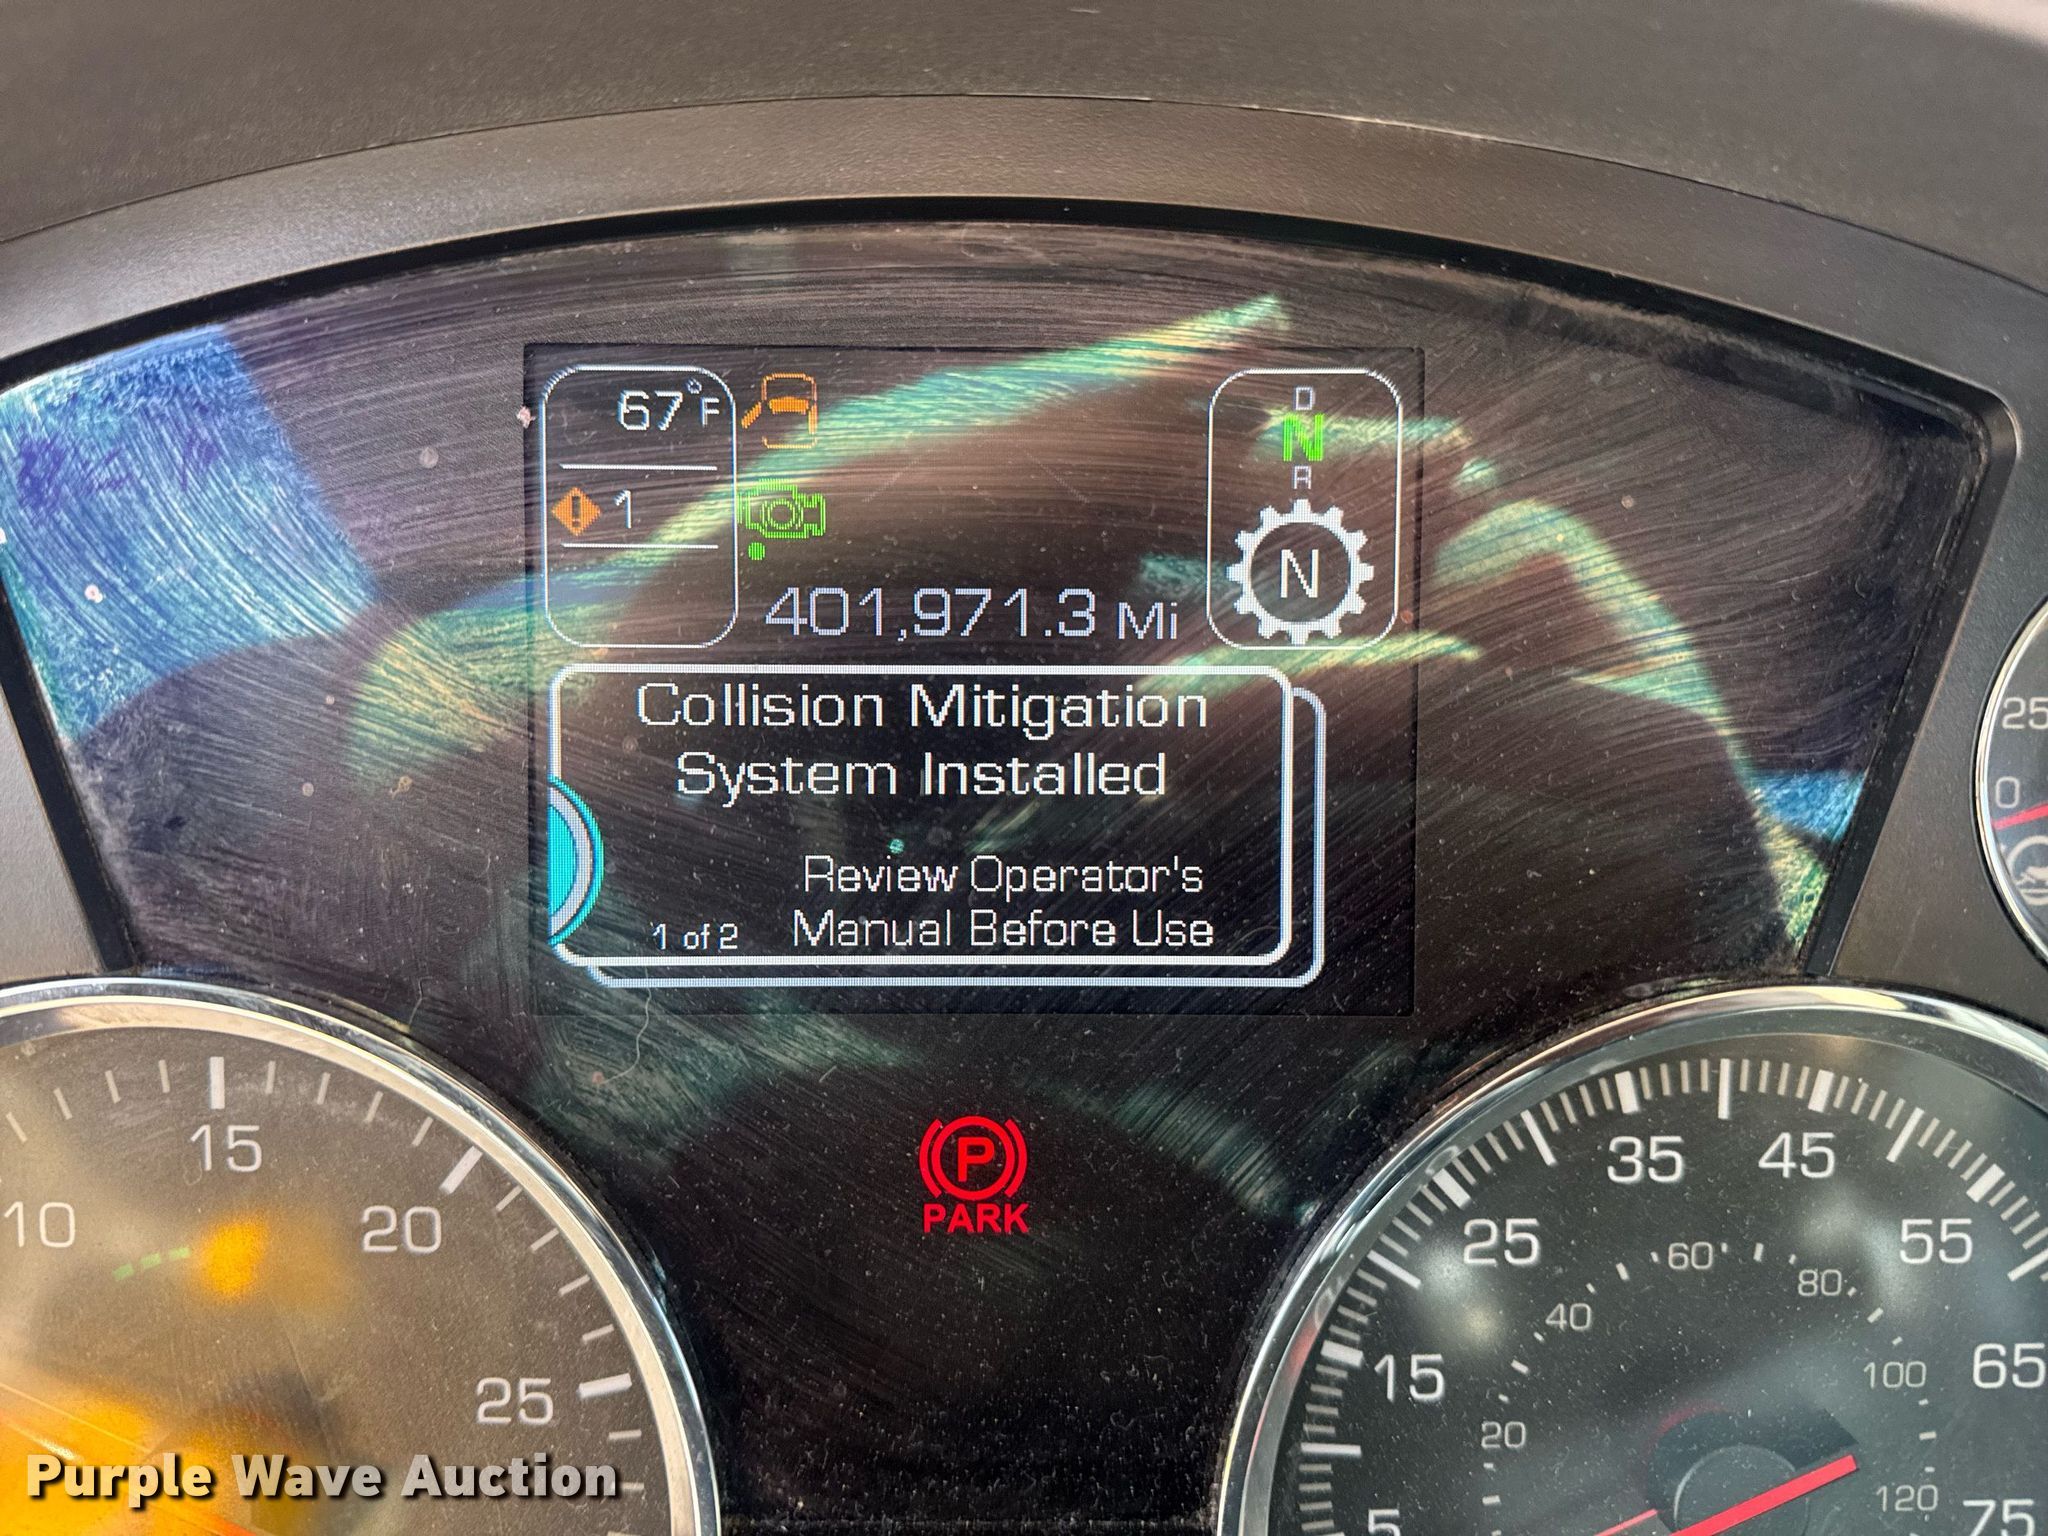 67°F
1
D
N
R
N
401,971.3 Mi
Collision Mitigation
System Installed
Review Operator's
Manual Before Use
1 of 2
P
PARK
10
15
20
25
5
15
25
35
45
55
65
75
20
40
60
80
100
120
25
0
Purple Wave Auction